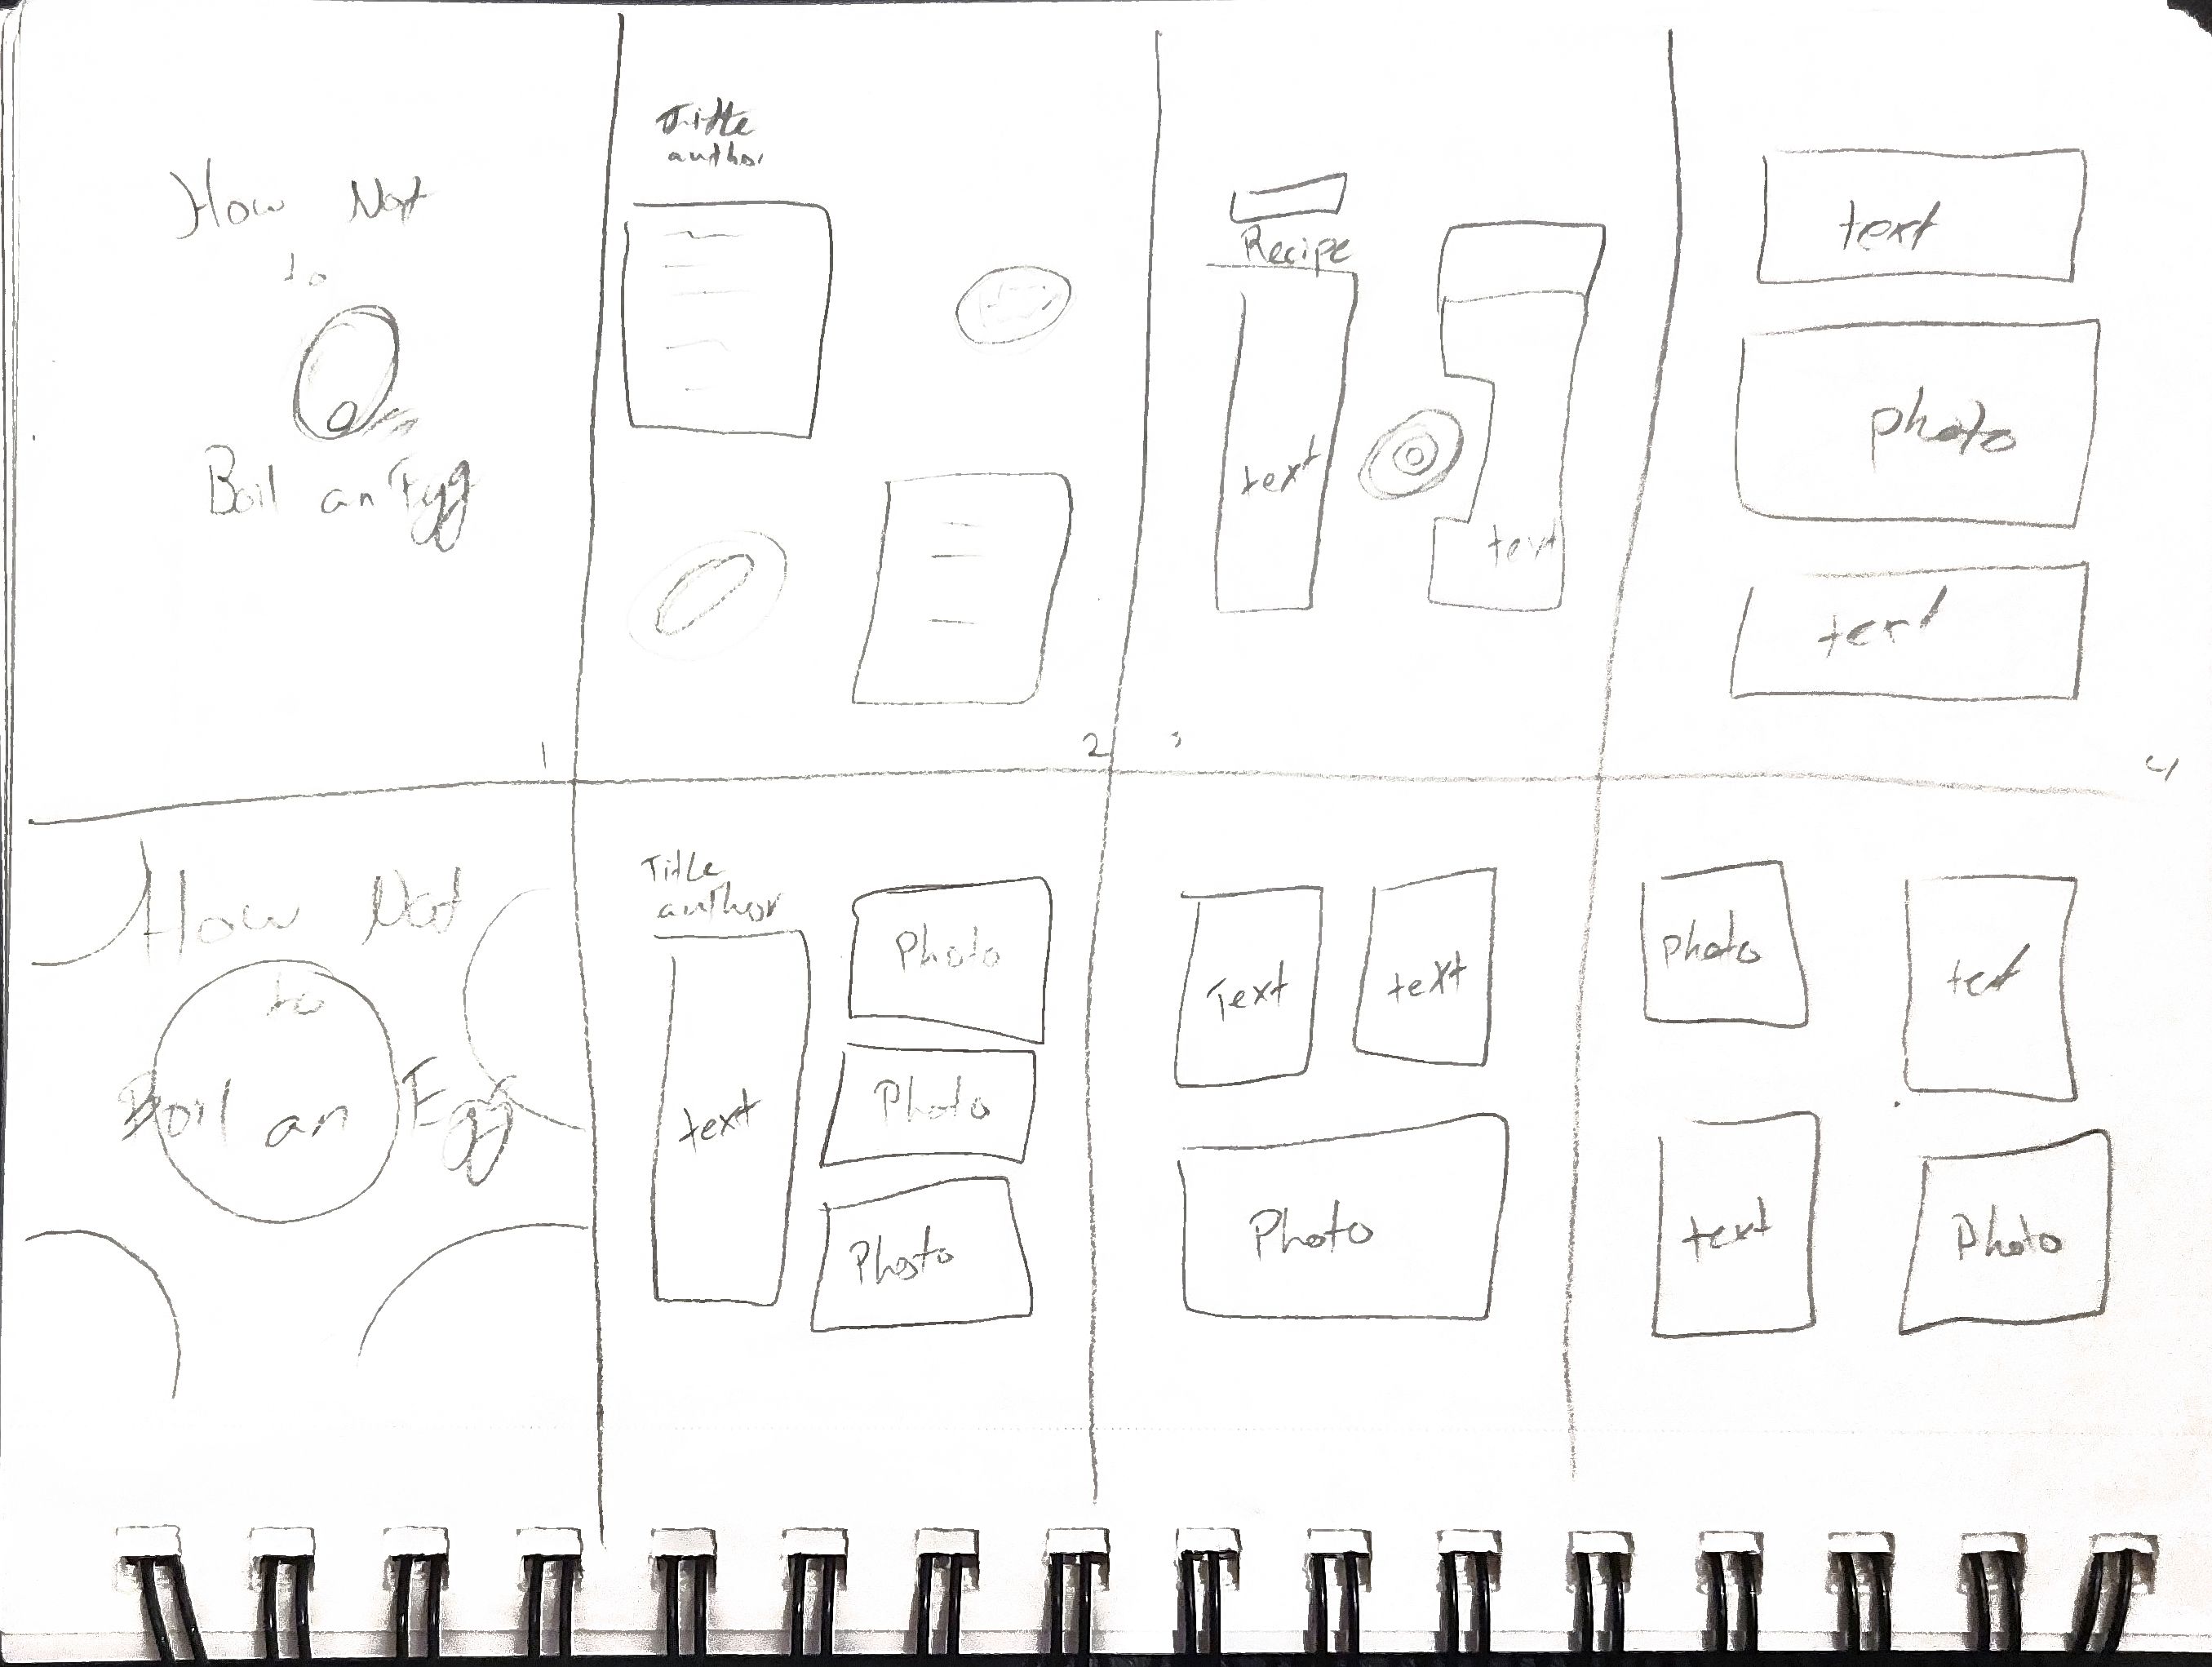 How Not
to
Boil an Egg
1
Title
author
2
Recipe
text
text
3
text
photo
text
4
How Not
to
Boil an Egg
Title
author
text
Photo
Photo
Photo
Text
text
Photo
photo
text
text
Photo